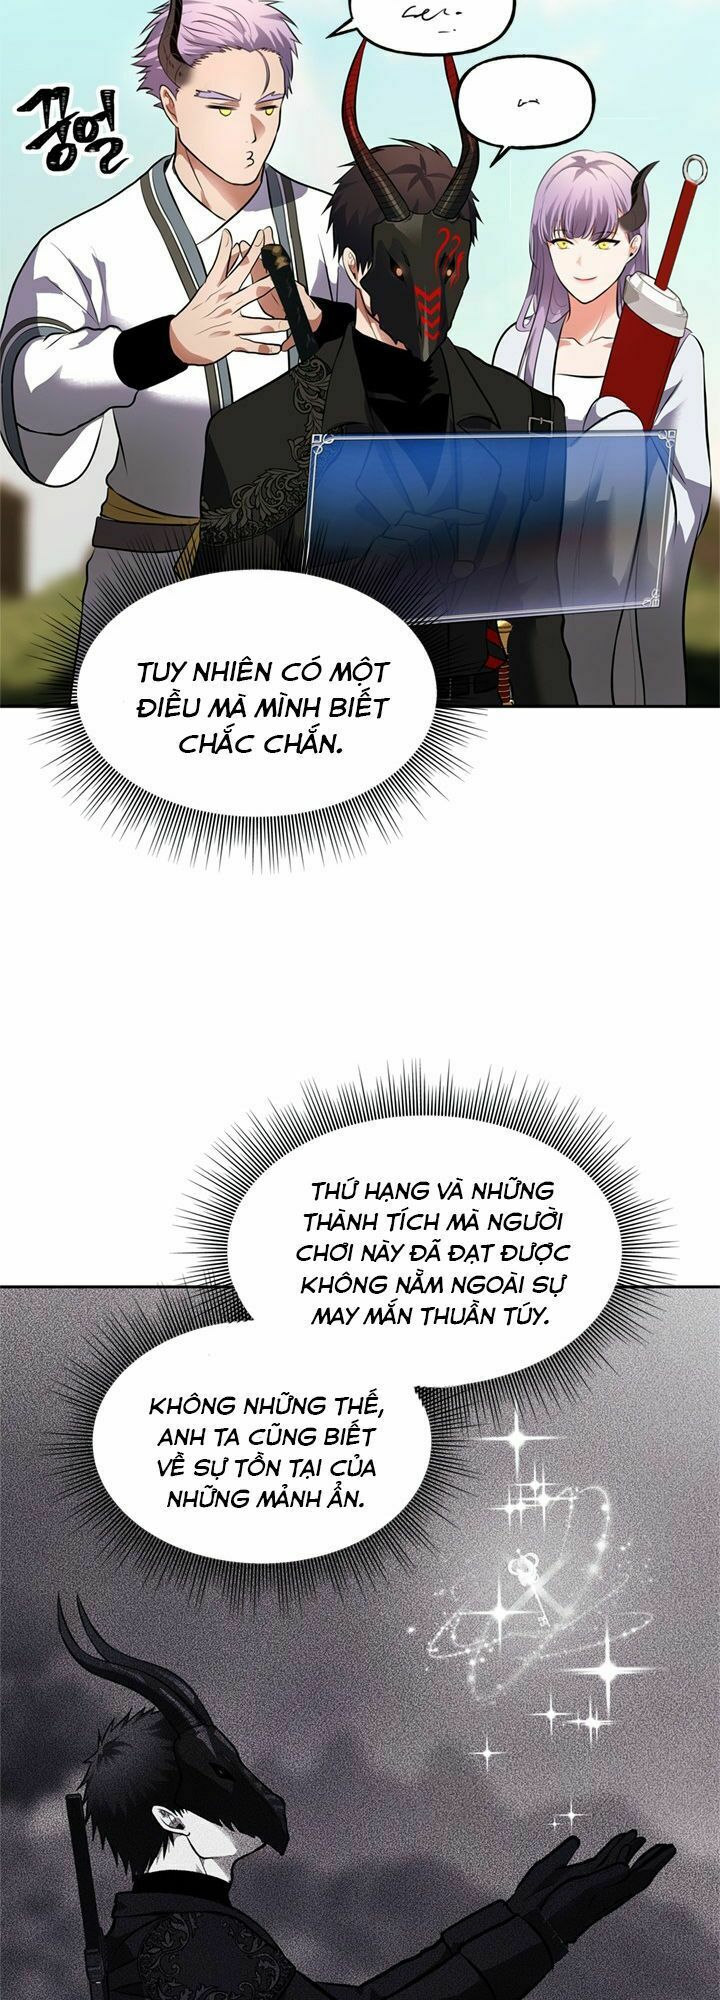 꿍얼
TUY NHIÊN CÓ MỘT
ĐIỀU MÀ MÌNH BIẾT
CHẮC CHẮN.
THỨ HẠNG VÀ NHỮNG
THÀNH TÍCH MÀ NGƯỜI
CHƠI NÀY ĐÃ ĐẠT ĐƯỢC
KHÔNG NẰM NGOÀI SỰ
MAY MẮN THUẦN TÚY.
KHÔNG NHỮNG THẾ,
ANH TA CŨNG BIẾT
VỀ SỰ TỒN TẠI CỦA
NHỮNG MẢNH ẨN.